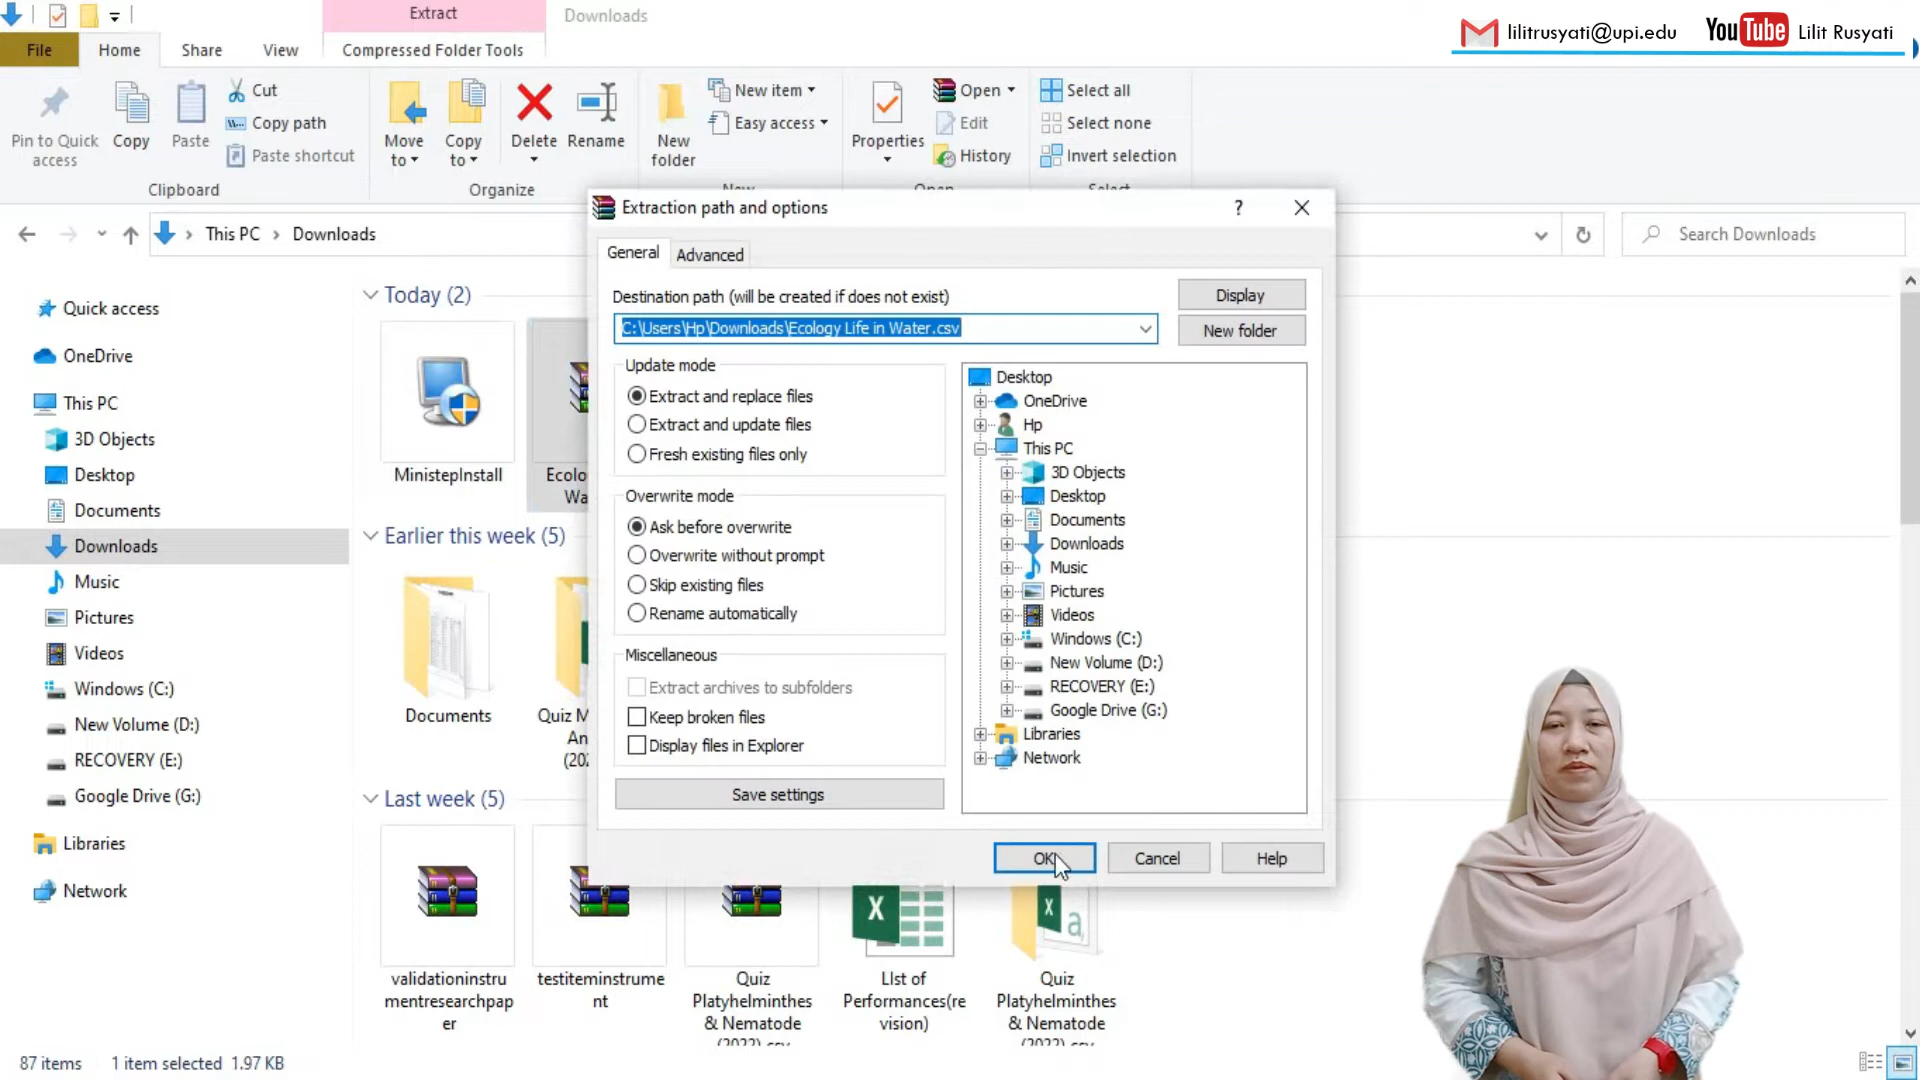 Extract
Downloads
lilitrusyati@upi.edu
YouTube Lilit Rusyati
File
Home
Share
View
Compressed Folder Tools
Pin to Quick access
Copy
Paste
Cut
Copy path
Paste shortcut
Clipboard
Move to
Copy to
Delete
Rename
Organize
New folder
New item
Easy access
Properties
Open
Edit
History
Select all
Select none
Invert selection
This PC
Downloads
Search Downloads
Extraction path and options
?
General
Advanced
Destination path (will be created if does not exist)
C:\Users\Hp\Downloads\Ecology Life in Water.csv
Display
New folder
Update mode
Extract and replace files
Extract and update files
Fresh existing files only
Overwrite mode
Ask before overwrite
Overwrite without prompt
Skip existing files
Rename automatically
Miscellaneous
Extract archives to subfolders
Keep broken files
Display files in Explorer
Save settings
Desktop
OneDrive
Hp
This PC
3D Objects
Desktop
Documents
Downloads
Music
Pictures
Videos
Windows (C:)
New Volume (D:)
RECOVERY (E:)
Google Drive (G:)
Libraries
Network
OK
Cancel
Help
Quick access
OneDrive
This PC
3D Objects
Desktop
Documents
Downloads
Music
Pictures
Videos
Windows (C:)
New Volume (D:)
RECOVERY (E:)
Google Drive (G:)
Libraries
Network
Today (2)
MinistepInstall
Earlier this week (5)
Documents
Last week (5)
validationinstru
mentresearchpap
er
testiteminstrume
nt
Quiz
Platyhelminthes
& Nematode
LIst of
Performances(re
vision)
Quiz
Platyhelminthes
& Nematode
87 items
1 item selected 1.97 KB